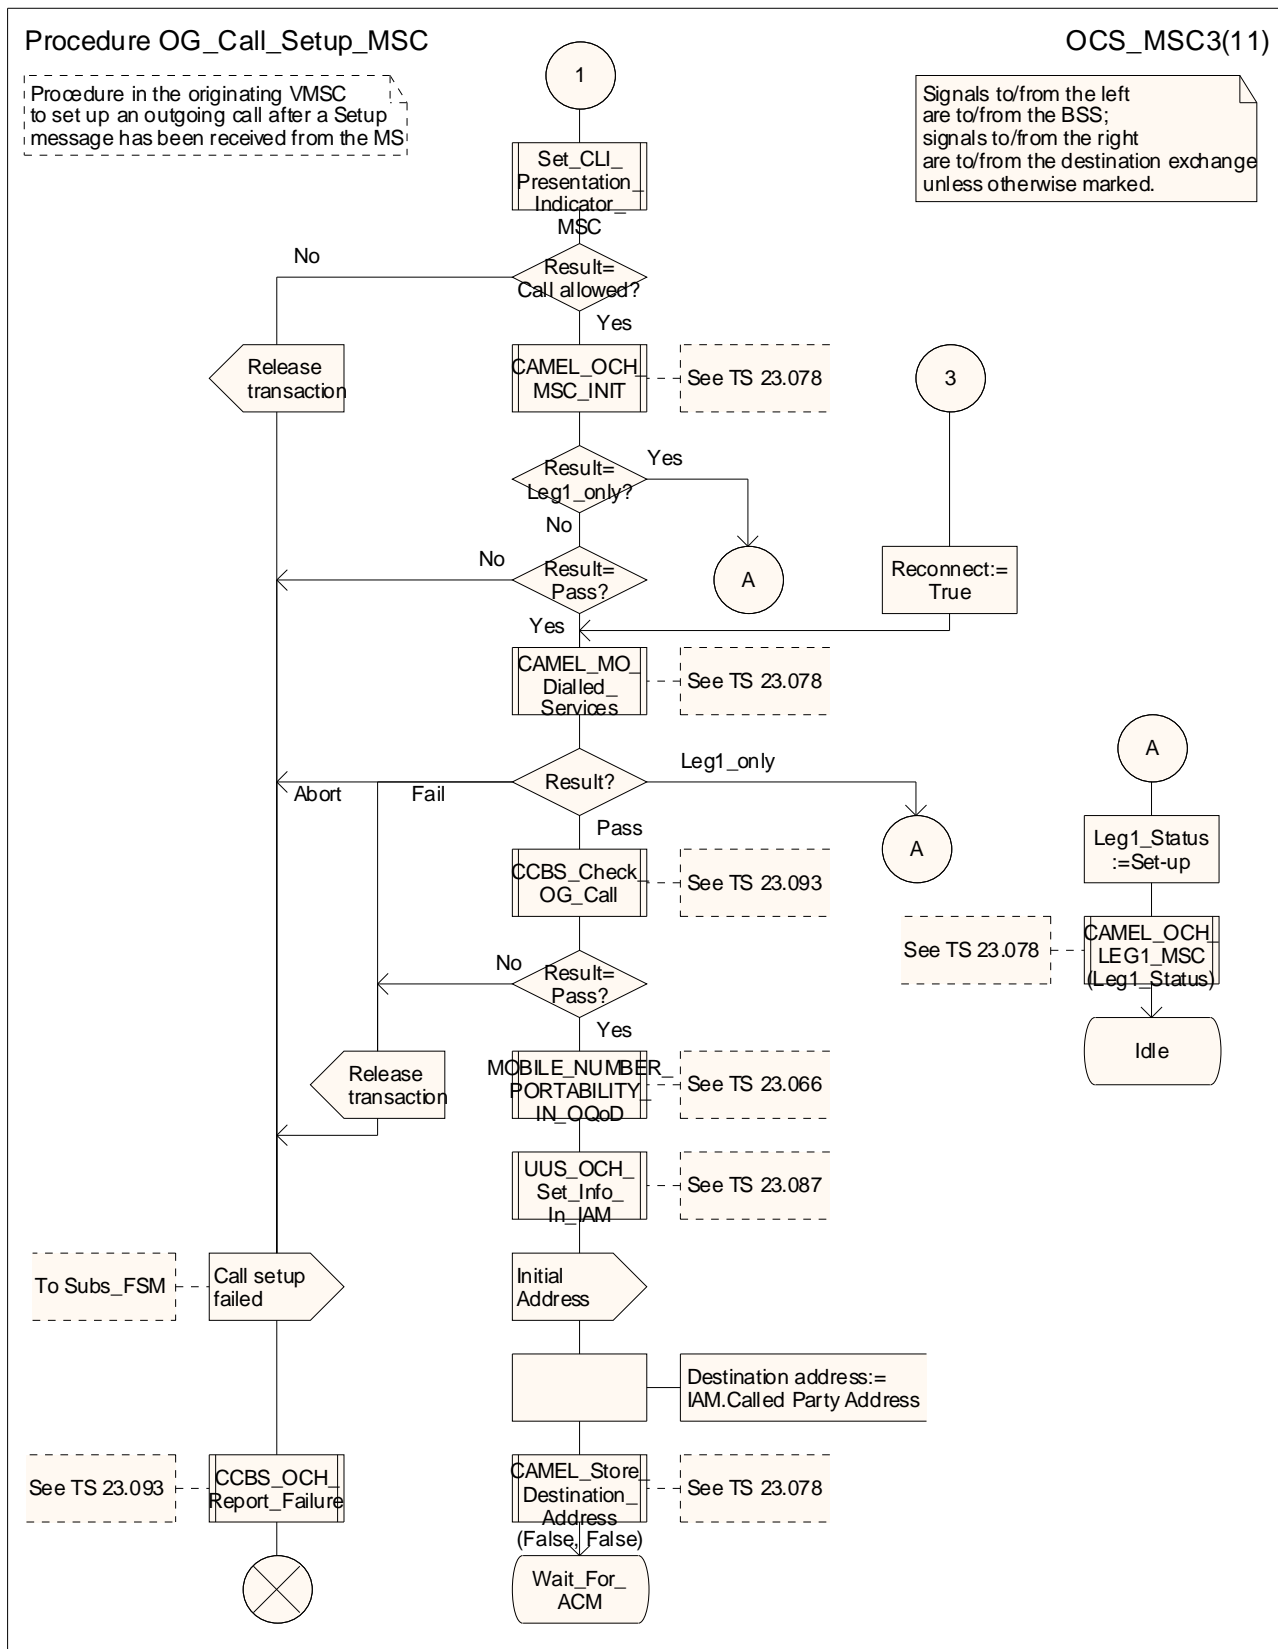 Procedure OG_Call_Setup_MSC
OCS_MSC3(11)
Procedure in the originating VMSC
to set up an outgoing call after a Setup
message has been received from the MS
1
Signals to/from the left
are to/from the BSS;
signals to/from the right
are to/from the destination exchange
unless otherwise marked.
Set_CLI_
Presentation_
Indicator_
MSC
No
Result=
Call allowed?
Yes
Release
transaction
CAMEL_OCH_
MSC_INIT
See TS 23.078
3
Result=
Leg1_only?
Yes
No
No
Result=
Pass?
A
Reconnect:=
True
Yes
CAMEL_MO_
Dialled_
Services
See TS 23.078
Abort
Fail
Result?
Leg1_only
A
Pass
A
Leg1_Status
:=Set-up
CCBS_Check_
OG_Call
See TS 23.093
See TS 23.078
CAMEL_OCH_
LEG1_MSC
(Leg1_Status)
No
Result=
Pass?
Yes
Idle
Release
transaction
MOBILE_NUMBER_
PORTABILITY_
IN_OQoD
See TS 23.066
UUS_OCH_
Set_Info_
In_IAM
See TS 23.087
To Subs_FSM
Call setup
failed
Initial
Address
Destination address:=
IAM.Called Party Address
See TS 23.093
CCBS_OCH_
Report_Failure
CAMEL_Store_
Destination_
Address
(False, False)
See TS 23.078
Wait_For_
ACM